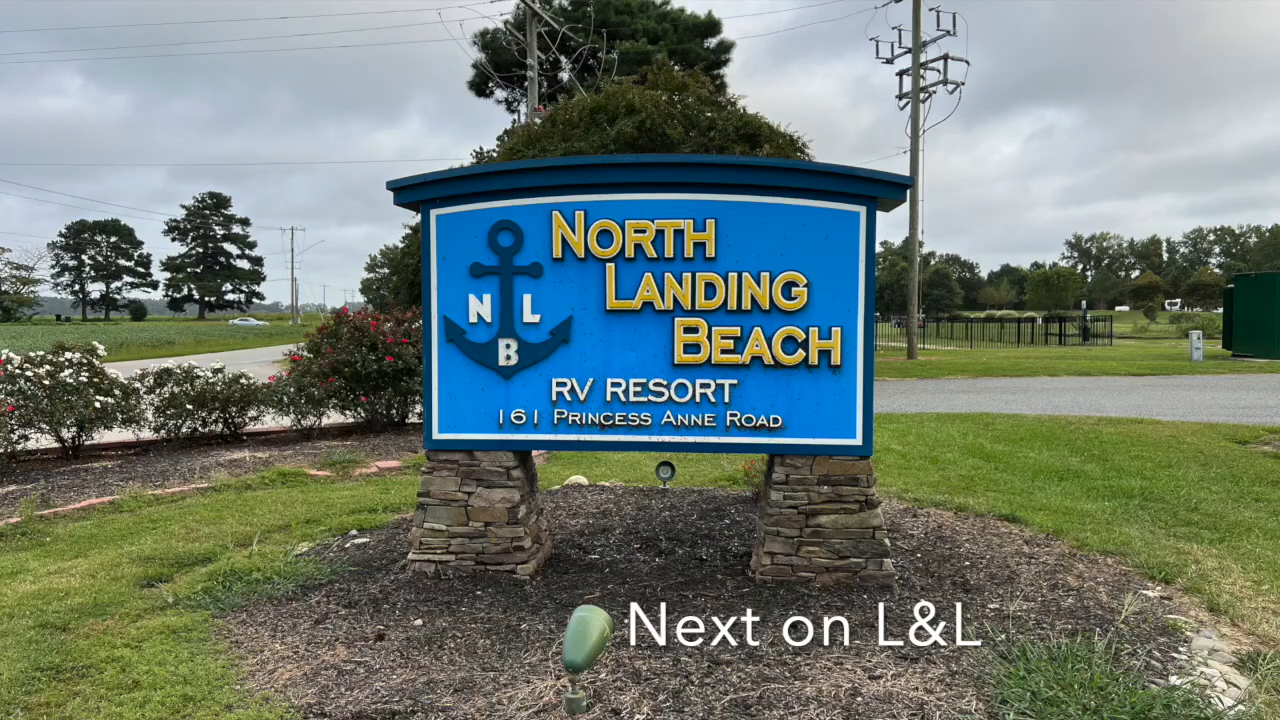 North
Landing
Beach
N L
B
RV RESORT
161 Princess Anne Road
Next on L&L